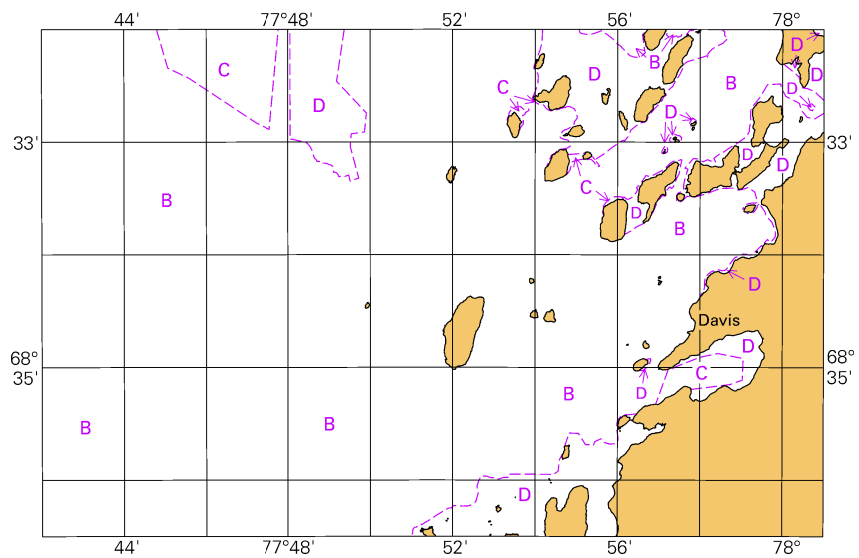 44' 77°48' 52' 56' 78°
D
C D B
B D
C
D
D D
33'
D D
C
B D B
D
Davis
D
68°
35'
C
B D
B B
D
44' 77°48' 52' 56' 78°
68°
35'
33'